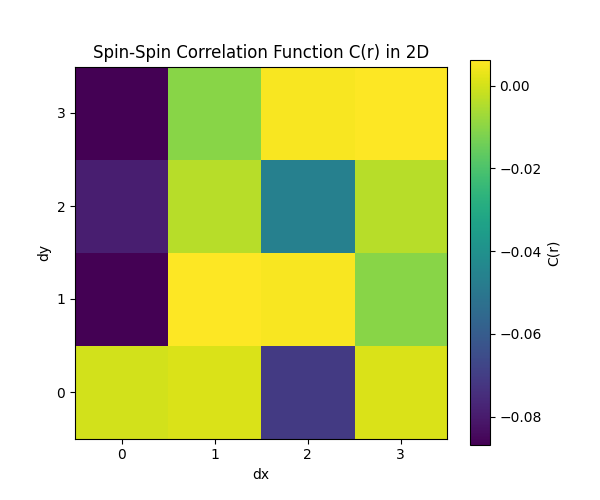 Spin-Spin Correlation Function C(r) in 2D
3
2
1
0
dy
0 1 2 3
dx
0.00
−0.02
−0.04
−0.06
−0.08
C(r)